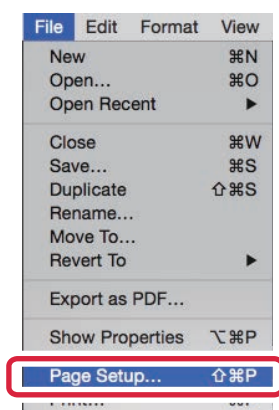 File Edit Format View
New ⌘N
Open... ⌘O
Open Recent ▶
Close ⌘W
Save... ⌘S
Duplicate ⇧⌘S
Rename...
Move To...
Revert To ▶
Export as PDF...
Show Properties ⌥⌘P
Page Setup... ⇧⌘P